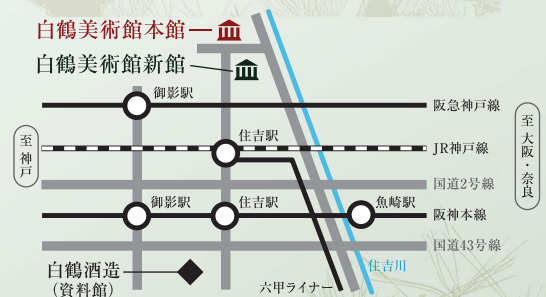 白鶴美術館本館
白鶴美術館新館
御影駅
阪急神戸線
住吉駅
至神戸
JR神戸線
至大阪・奈良
国道2号線
御影駅
住吉駅
魚崎駅
阪神本線
国道43号線
白鶴酒造
(資料館)
住吉川
六甲ライナー